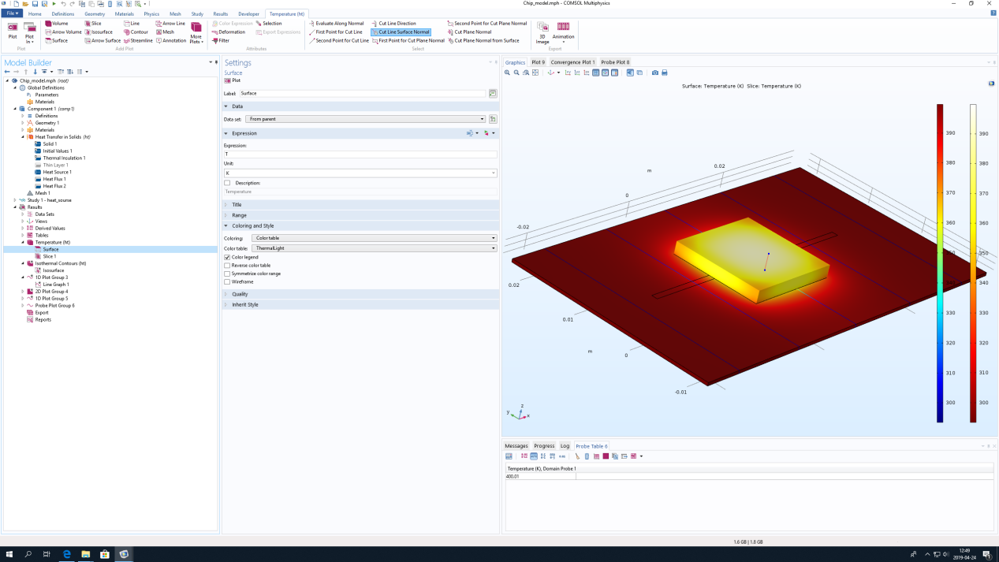 Chip_model.mph - COMSOL Multiphysics
File Home Definitions Geometry Materials Physics Mesh Study Results Developer Temperature (ht)
Plot
Plot In
Volume Slice Line Arrow Line
Arrow Volume Isosurface Contour Mesh
Surface Arrow Surface Streamline Annotation
More Plots
Color Expression Selection
Deformation Export Expressions
Filter
Evaluate Along Normal Cut Line Direction Second Point for Cut Plane Normal
First Point for Cut Line Cut Line Surface Normal Cut Plane Normal
Second Point for Cut Line First Point for Cut Plane Normal Cut Plane Normal from Surface
3D Image
Animation
Plot Add Plot Attributes Select Export
Model Builder
Chip_model.mph (root)
Global Definitions
Parameters
Materials
Component 1 (comp1)
Definitions
Geometry 1
Materials
Heat Transfer in Solids (ht)
Solid 1
Initial Values 1
Thermal Insulation 1
Thin Layer 1
Heat Source 1
Heat Flux 1
Heat Flux 2
Mesh 1
Study 1 - heat_sourse
Results
Data Sets
Views
Derived Values
Tables
Temperature (ht)
Surface
Slice 1
Isothermal Contours (ht)
Isosurface
1D Plot Group 3
Line Graph 1
2D Plot Group 4
1D Plot Group 5
Probe Plot Group 6
Export
Reports
Settings
Surface
Plot
Label: Surface
Data
Data set: From parent
Expression
Expression:
T
Unit:
K
Description:
Temperature
Title
Range
Coloring and Style
Coloring: Color table
Color table: ThermalLight
Color legend
Reverse color table
Symmetrize color range
Wireframe
Quality
Inherit Style
Graphics Plot 9 Convergence Plot 1 Probe Plot 8
Surface: Temperature (K) Slice: Temperature (K)
m
0.02
0
-0.02
0.02
0.01
m
0
-0.01
z
y
x
390
380
370
360
350
340
330
320
310
300
390
380
370
360
350
340
330
320
310
300
Messages Progress Log Probe Table 6
Temperature (K), Domain Probe 1
400.01
1.6 GB | 1.8 GB
12:49
2019-04-24